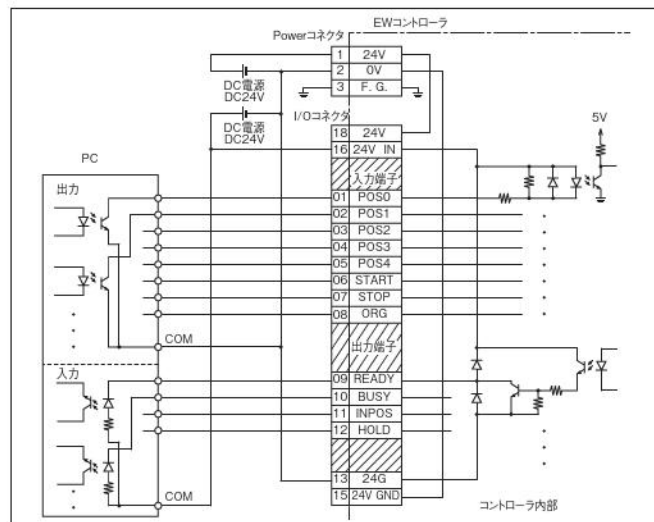 EWコントローラ
Powerコネクタ
1 24V
2 0V
3 F. G.
DC電源
DC24V
DC電源
DC24V
I/Oコネクタ
18 24V
16 24V IN
入力端子
5V
PC
出力
01 POS0
02 POS1
03 POS2
04 POS3
05 POS4
06 START
07 STOP
08 ORG
COM
出力端子
入力
09 READY
10 BUSY
11 INPOS
12 HOLD
13 24G
COM
15 24V GND
コントローラ内部